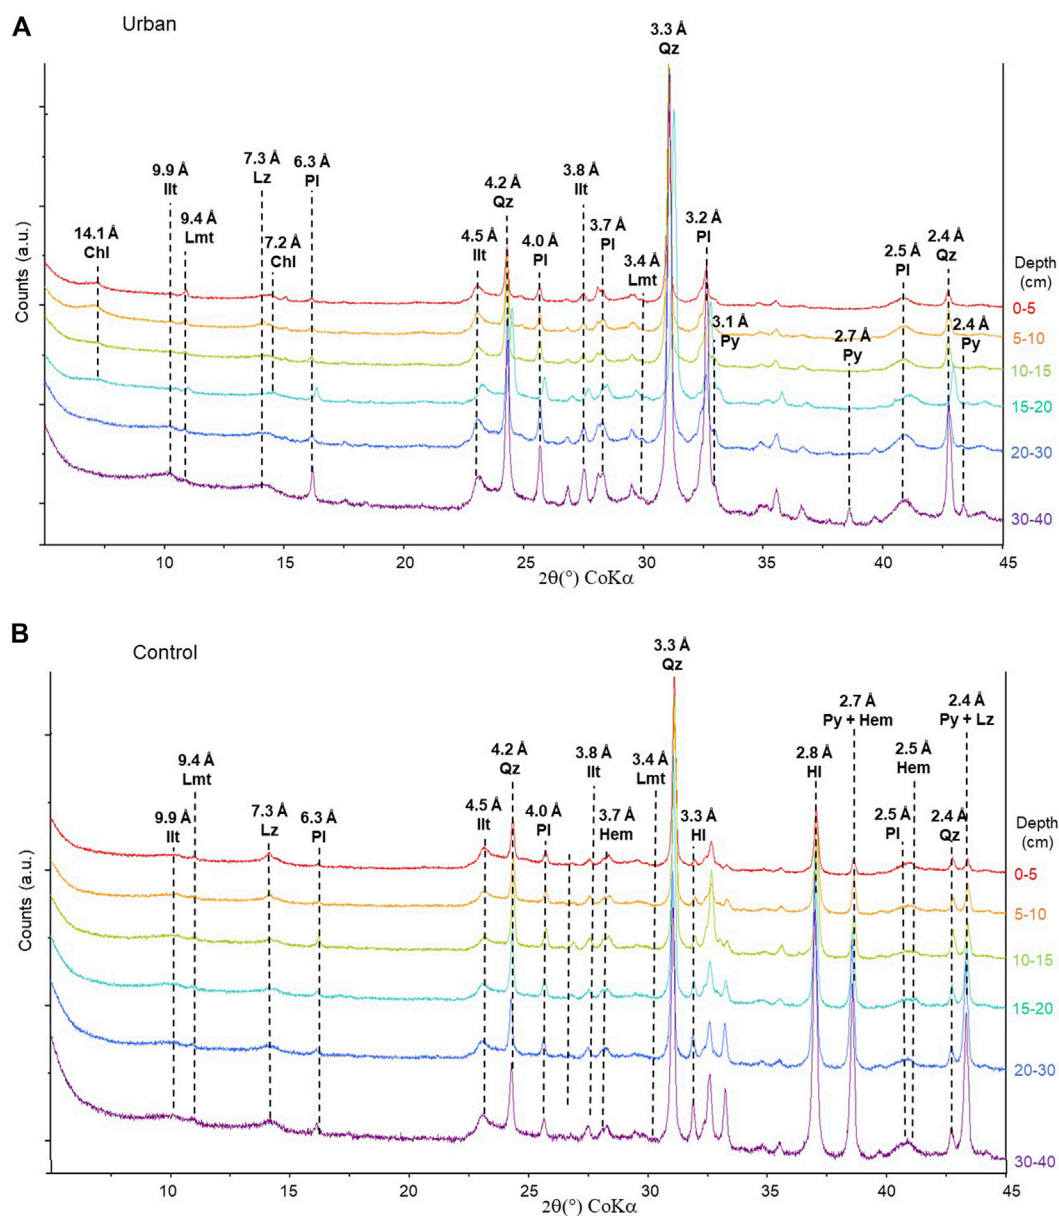 A
Urban
3.3 Å
Qz
9.9 Å
Ilt
7.3 Å
Lz
6.3 Å
Pl
4.2 Å
Qz
3.8 Å
Ilt
3.2 Å
Pl
14.1 Å
Chl
9.4 Å
Lmt
7.2 Å
Chl
4.5 Å
Ilt
4.0 Å
Pl
3.7 Å
Pl
3.4 Å
Lmt
3.1 Å
Py
2.7 Å
Py
2.5 Å
Pl
2.4 Å
Qz
2.4 Å
Py
Depth
(cm)
0-5
5-10
10-15
15-20
20-30
30-40
Counts (a.u.)
10
15
20
25
30
35
40
45
2θ(°) CoKα
B
Control
3.3 Å
Qz
9.4 Å
Lmt
9.9 Å
Ilt
7.3 Å
Lz
6.3 Å
Pl
4.2 Å
Qz
4.5 Å
Ilt
4.0 Å
Pl
3.8 Å
Ilt
3.7 Å
Hem
3.4 Å
Lmt
3.3 Å
Hl
2.8 Å
Hl
2.7 Å
Py + Hem
2.5 Å
Hem
2.5 Å
Pl
2.4 Å
Qz
2.4 Å
Py + Lz
Depth
(cm)
0-5
5-10
10-15
15-20
20-30
30-40
Counts (a.u.)
10
15
20
25
30
35
40
45
2θ(°) CoKα